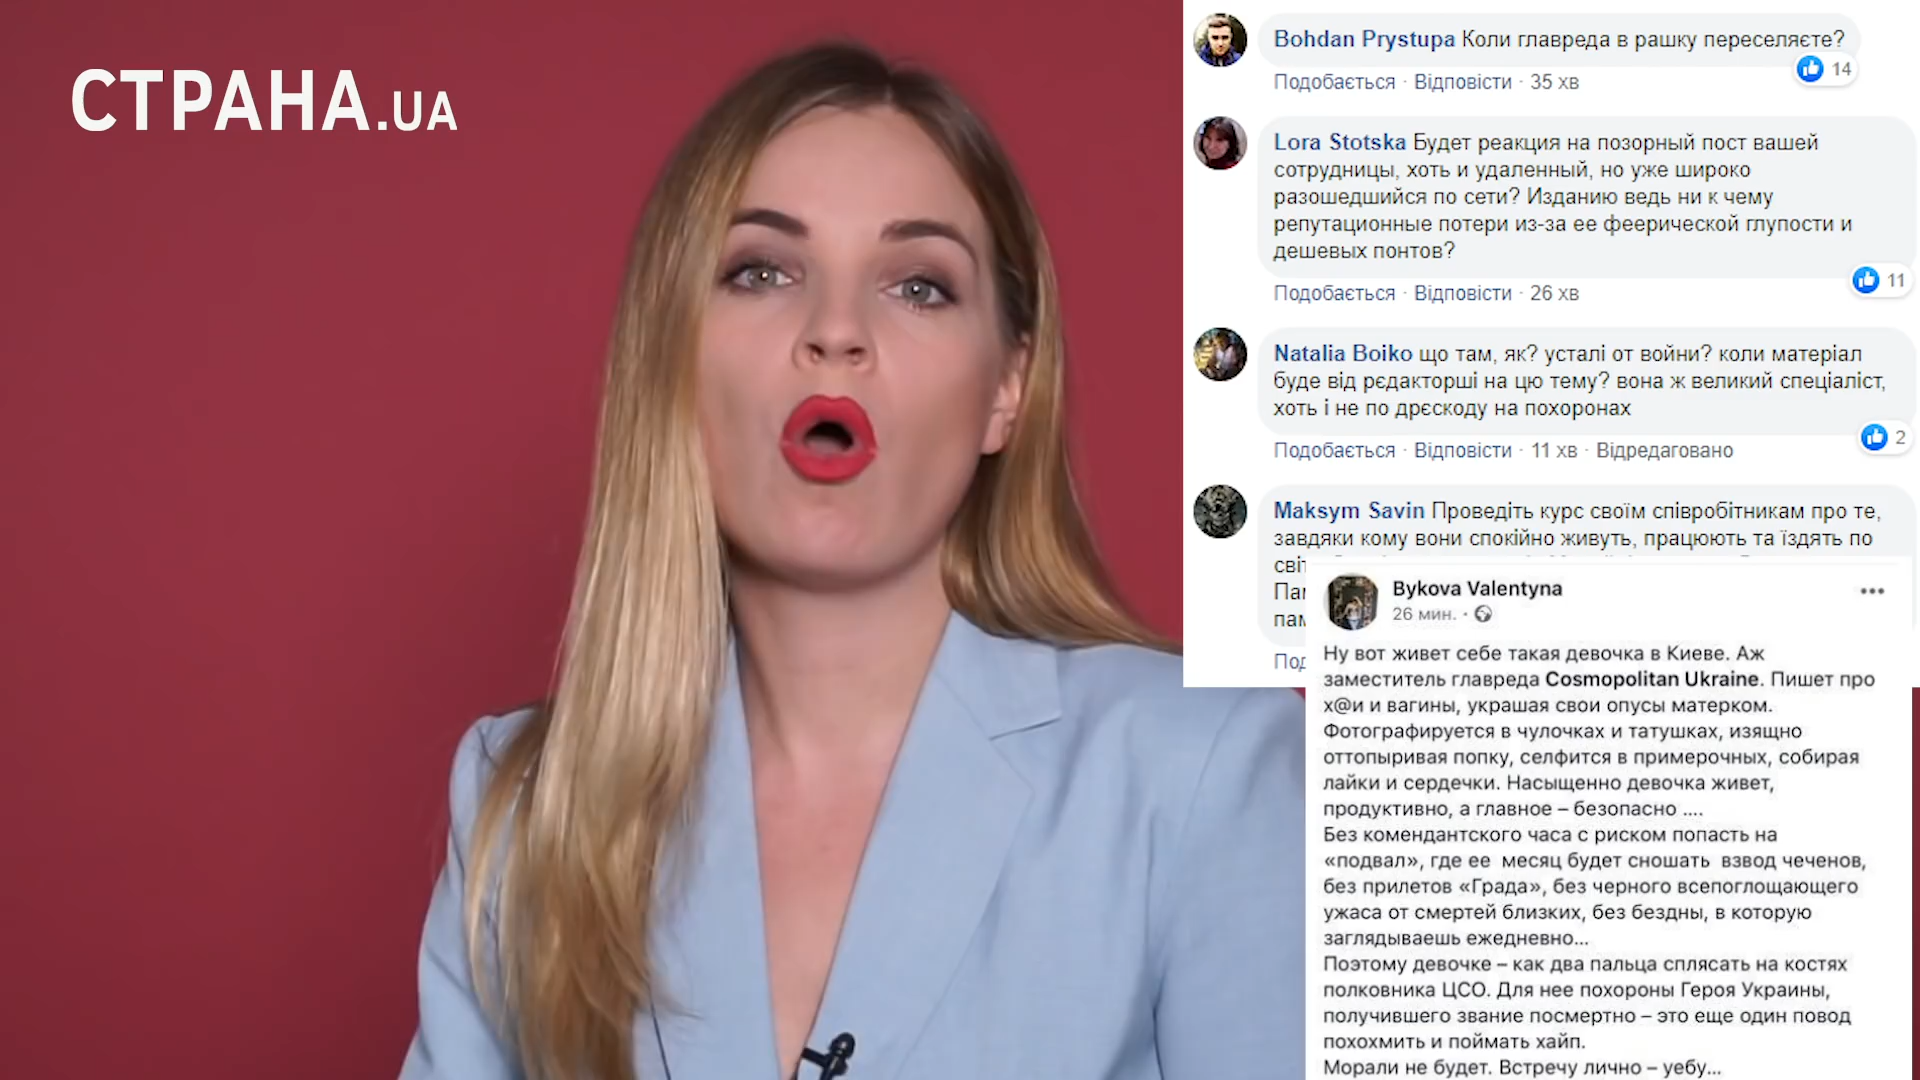 СТРАНА.UA
Bohdan Prystupa Коли главреда в рашку переселяєте?
14
Подобається · Відповісти · 35 хв
Lora Stotska Будет реакция на позорный пост вашей
сотрудницы, хоть и удаленный, но уже широко
разошедшийся по сети? Изданию ведь ни к чему
репутационные потери из-за ее феерической глупости и
дешевых понтов?
11
Подобається · Відповісти · 26 хв
Natalia Boiko що там, як? усталі от войни? коли матеріал
буде від рєдакторші на цю тему? вона ж великий спеціаліст,
хоть і не по дрєскоду на похоронах
2
Подобається · Відповісти · 11 хв · Відредаговано
Maksym Savin Проведіть курс своїм співробітникам про те,
завдяки кому вони спокійно живуть, працюють та їздять по
Bykova Valentyna
26 мин. ·
Ну вот живет себе такая девочка в Киеве. Аж
заместитель главреда Cosmopolitan Ukraine. Пишет про
х@и и вагины, украшая свои опусы матерком.
Фотографируется в чулочках и татушках, изящно
оттопыривая попку, селфится в примерочных, собирая
лайки и сердечки. Насыщенно девочка живет,
продуктивно, а главное – безопасно ....
Без комендантского часа с риском попасть на
«подвал», где ее месяц будет сношать взвод чеченов,
без прилетов «Града», без черного всепоглощающего
ужаса от смертей близких, без бездны, в которую
заглядываешь ежедневно...
Поэтому девочке – как два пальца сплясать на костях
полковника ЦСО. Для нее похороны Героя Украины,
получившего звание посмертно – это еще один повод
похохмить и поймать хайп.
Морали не будет. Встречу лично – уебу...